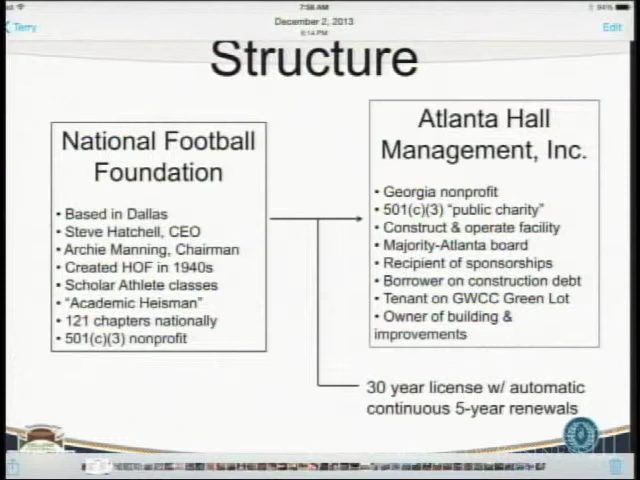 7:58 AM
94%
Terry
December 2, 2013
6:14 PM
Edit
Structure
National Football
Foundation
• Based in Dallas
• Steve Hatchell, CEO
• Archie Manning, Chairman
• Created HOF in 1940s
• Scholar Athlete classes
• “Academic Heisman”
• 121 chapters nationally
• 501(c)(3) nonprofit
Atlanta Hall
Management, Inc.
• Georgia nonprofit
• 501(c)(3) “public charity”
• Construct & operate facility
• Majority-Atlanta board
• Recipient of sponsorships
• Borrower on construction debt
• Tenant on GWCC Green Lot
• Owner of building &
improvements
30 year license w/ automatic
continuous 5-year renewals